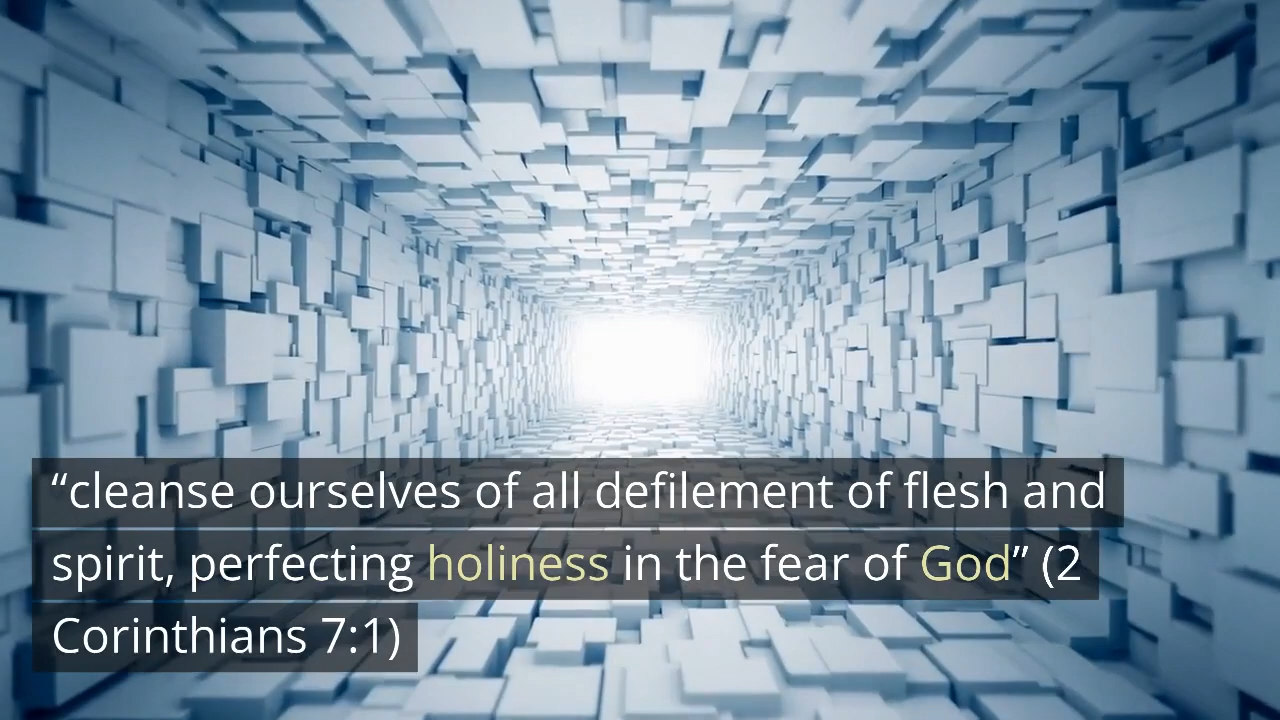 “cleanse ourselves of all defilement of flesh and
spirit, perfecting holiness in the fear of God” (2
Corinthians 7:1)